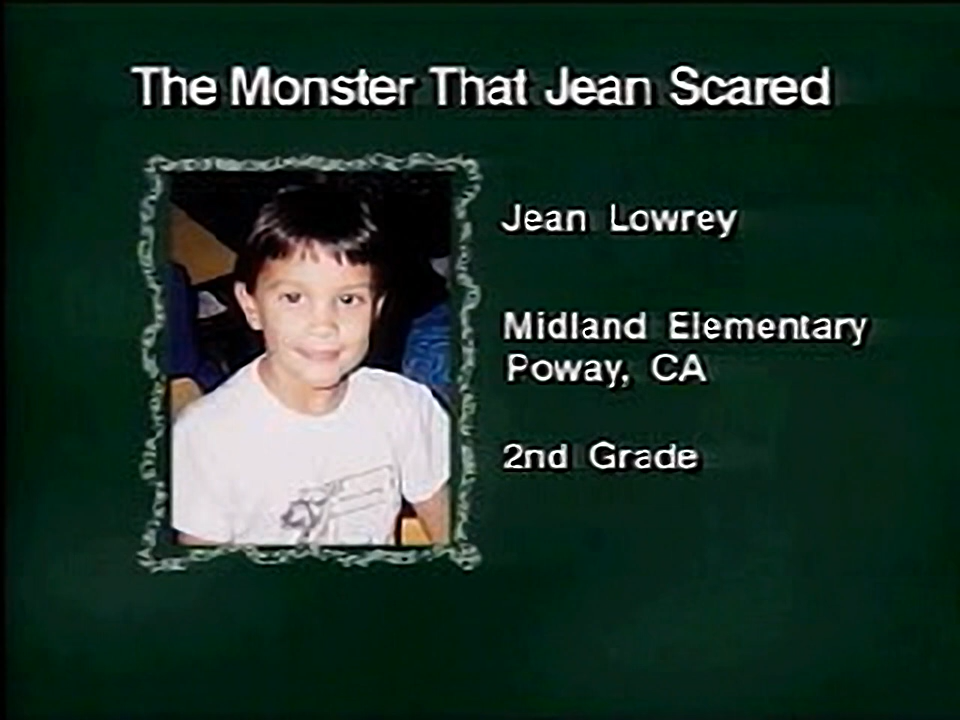 The Monster That Jean Scared
Jean Lowrey
Midland Elementary
Poway, CA
2nd Grade